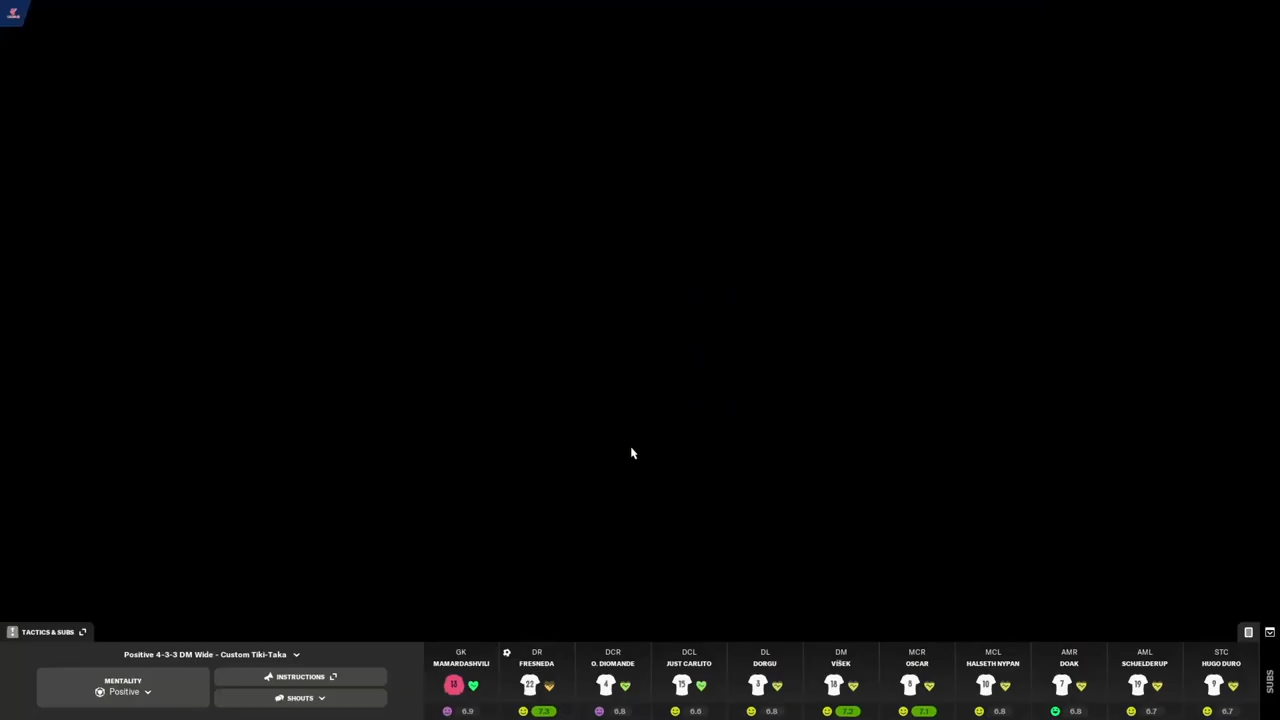 TACTICS & SUBS
Positive 4-3-3 DM Wide - Custom Tiki-Taka
MENTALITY
Positive
INSTRUCTIONS
SHOUTS
GK DR DCR DCL DL DM MCR MCL AMR AML STC
MAMARDASHVILI FRESNEDA O. DIOMANDE JUST CARLITO DORGU VÍŠEK OSCAR HALSETH NYPAN DOAK SCHJELDERUP HUGO DURO
22 4 15 3 18 8 10 7 19 9
6.9 7.3 6.8 6.6 6.8 7.2 7.1 6.8 6.8 6.7 6.7
SUBS